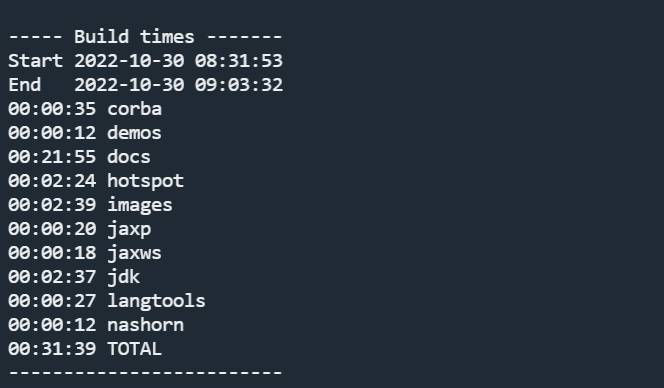 ----- Build times -------
Start 2022-10-30 08:31:53
End   2022-10-30 09:03:32
00:00:35 corba
00:00:12 demos
00:21:55 docs
00:02:24 hotspot
00:02:39 images
00:00:20 jaxp
00:00:18 jaxws
00:02:37 jdk
00:00:27 langtools
00:00:12 nashorn
00:31:39 TOTAL
-------------------------